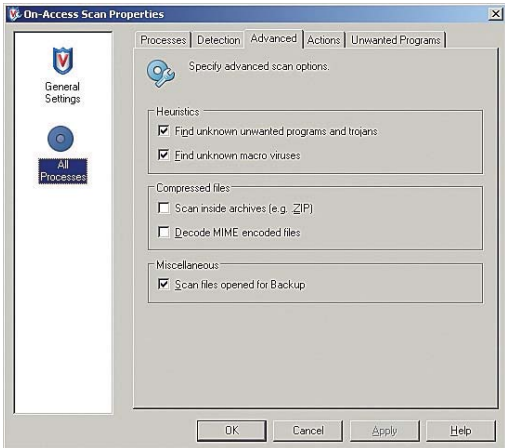 On-Access Scan Properties
General
Settings
All
Processes
Processes
Detection
Advanced
Actions
Unwanted Programs
Specify advanced scan options.
Heuristics
Find unknown unwanted programs and trojans
Find unknown macro viruses
Compressed files
Scan inside archives (e.g. ZIP)
Decode MIME encoded files
Miscellaneous
Scan files opened for Backup
OK
Cancel
Apply
Help